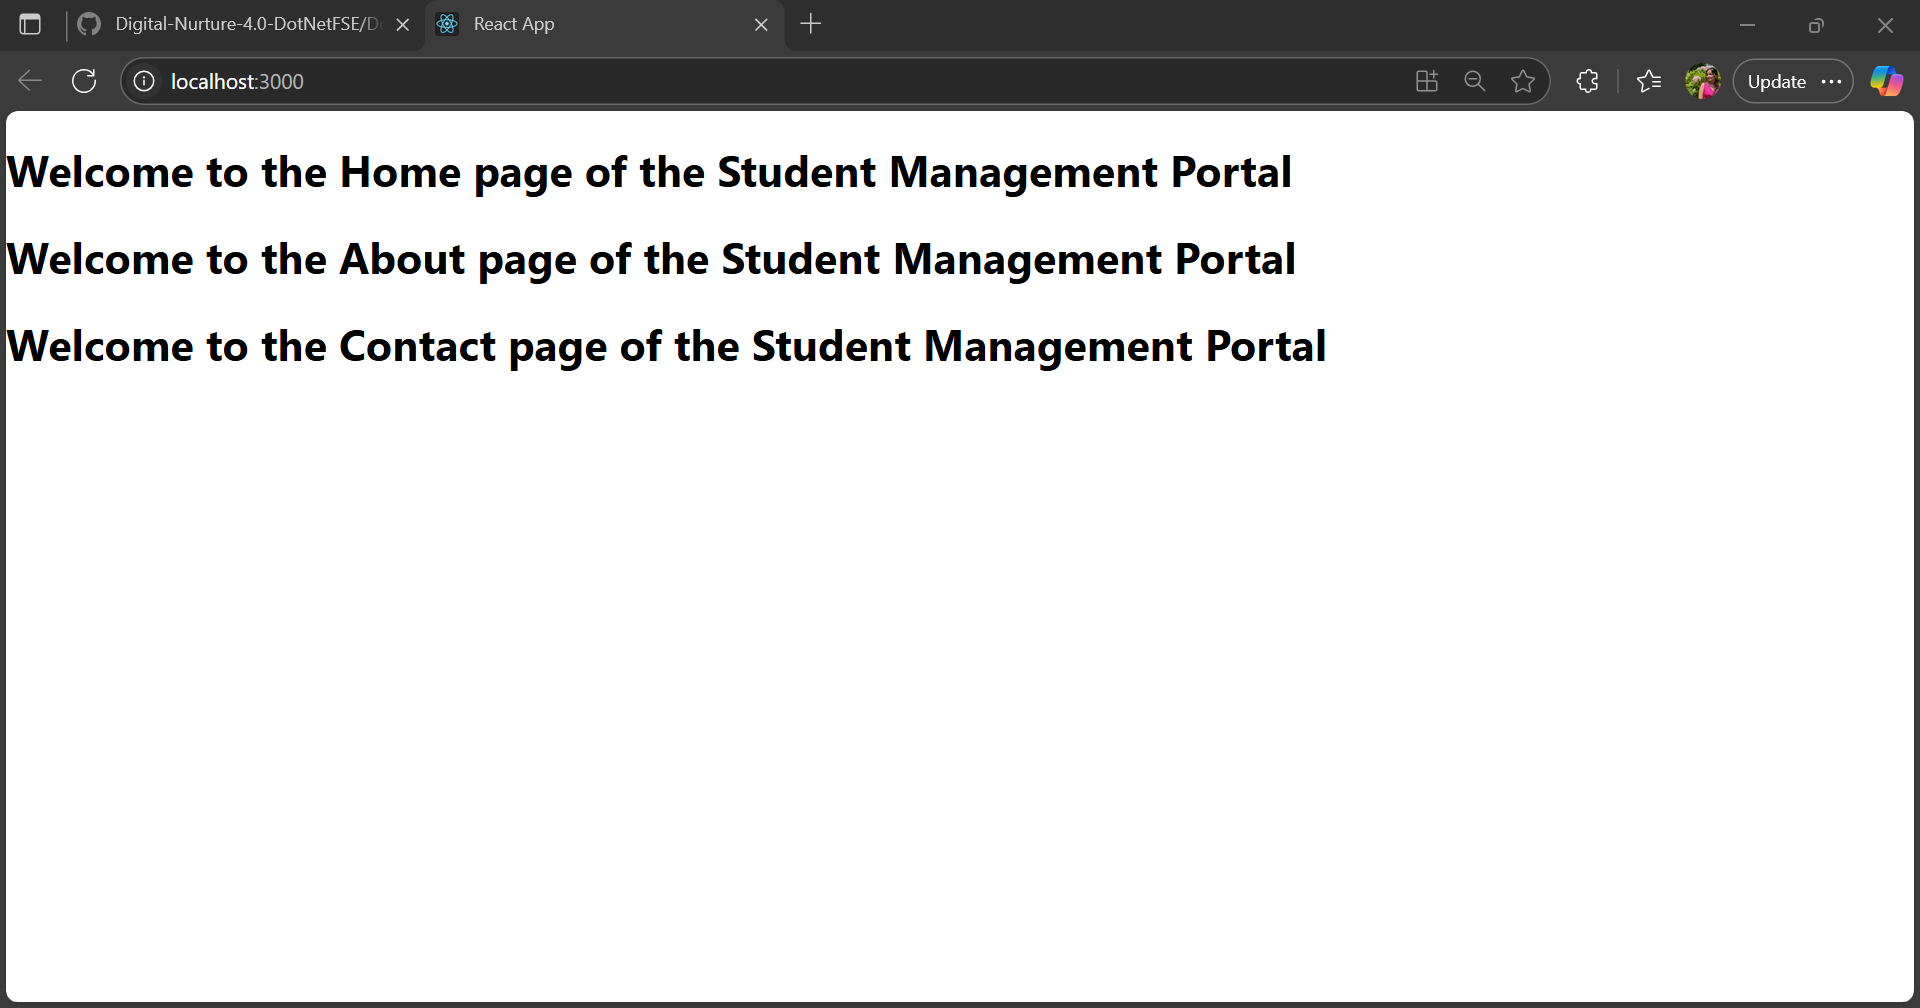 Digital-Nurture-4.0-DotNetFSE/D
React App
localhost:3000
Update
Welcome to the Home page of the Student Management Portal
Welcome to the About page of the Student Management Portal
Welcome to the Contact page of the Student Management Portal